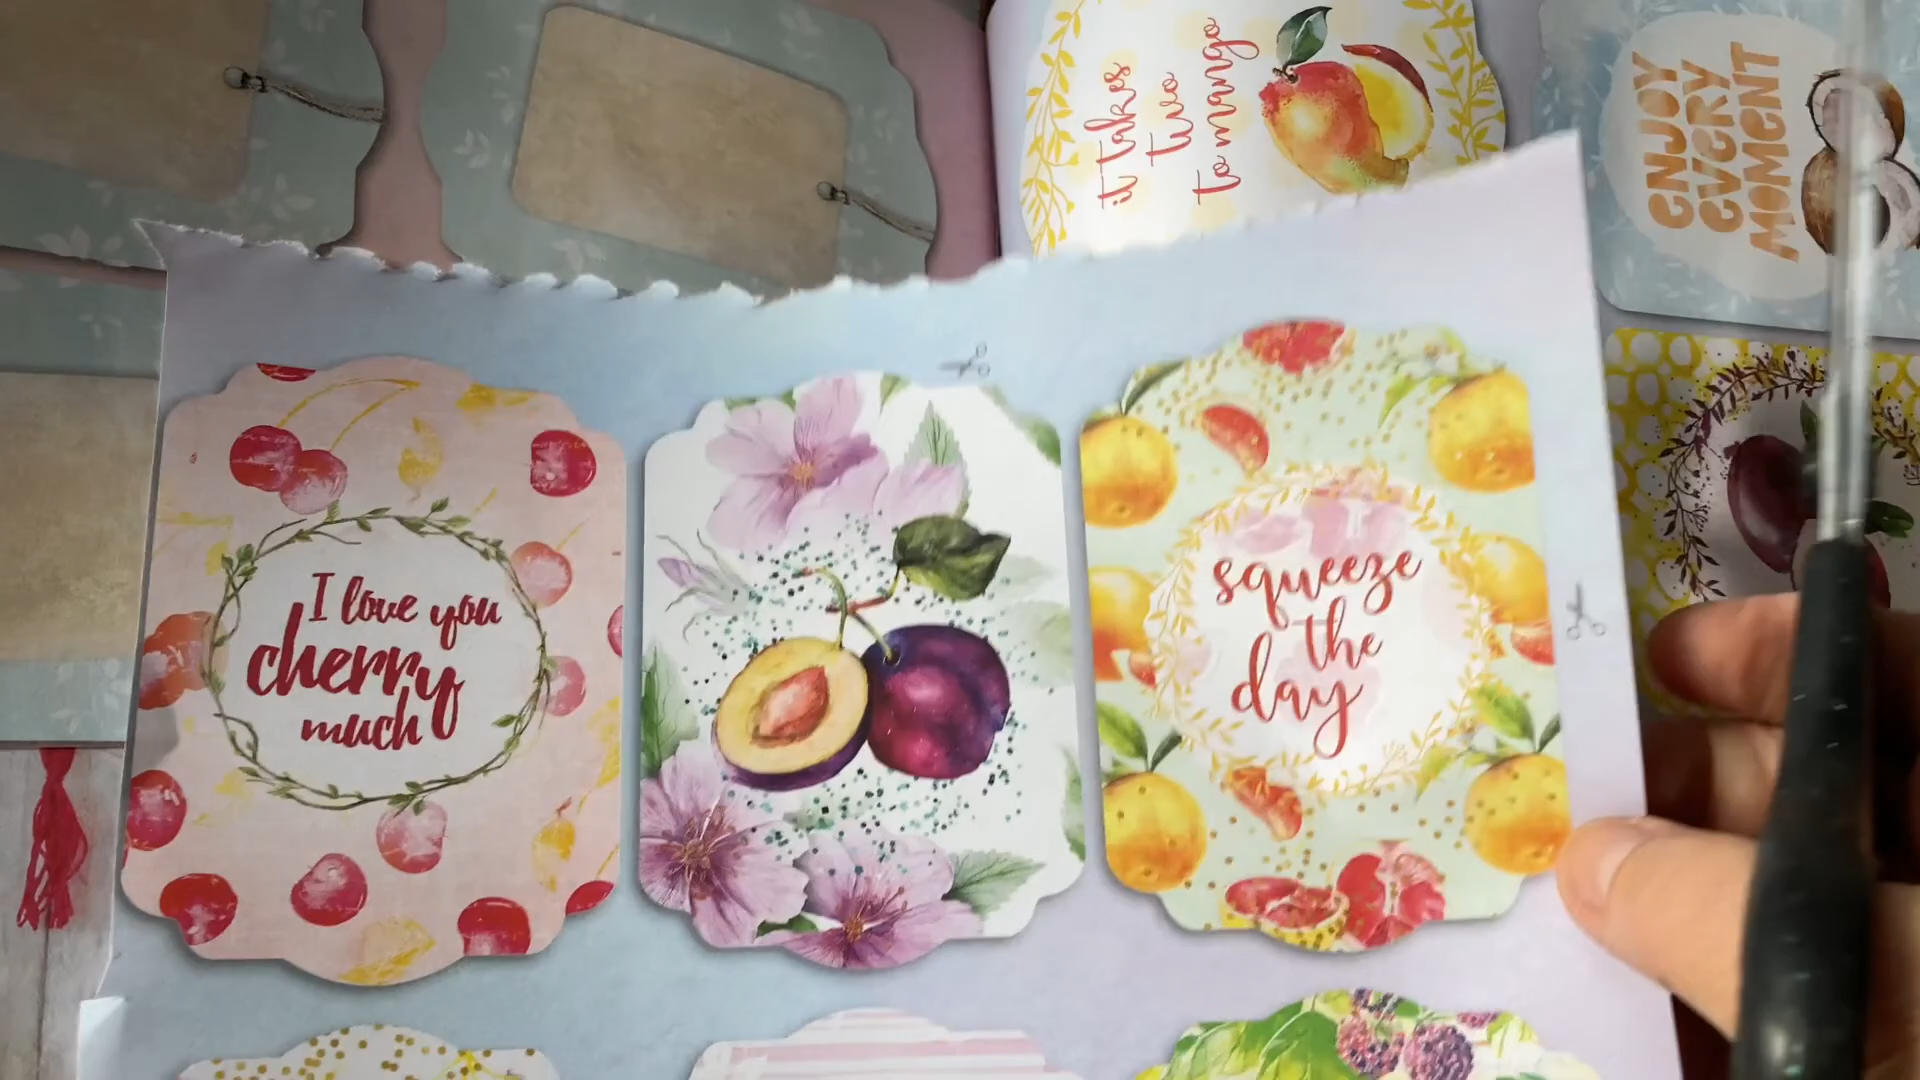 it takes
two
to mango
ENJOY
EVERY
MOMENT
I love you
cherry
much
squeeze
the
day